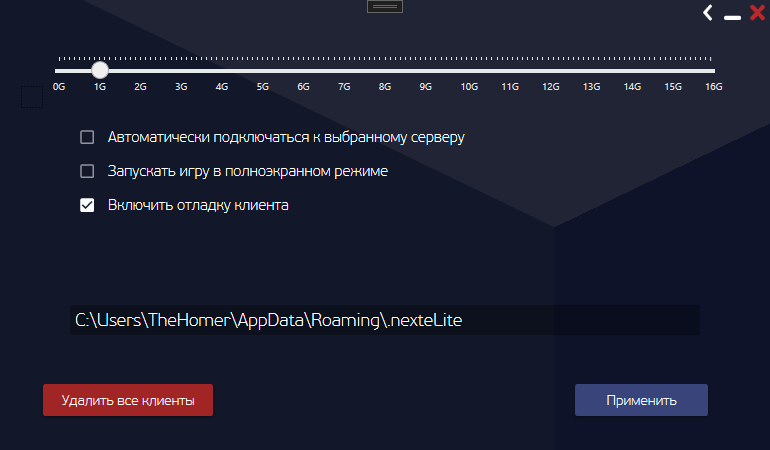 0G 1G 2G 3G 4G 5G 6G 7G 8G 9G 10G 11G 12G 13G 14G 15G 16G
Автоматически подключаться к выбранному серверу
Запускать игру в полноэкранном режиме
Включить отладку клиента
C:\Users\TheHomer\AppData\Roaming\.nexteLite
Удалить все клиенты Применить